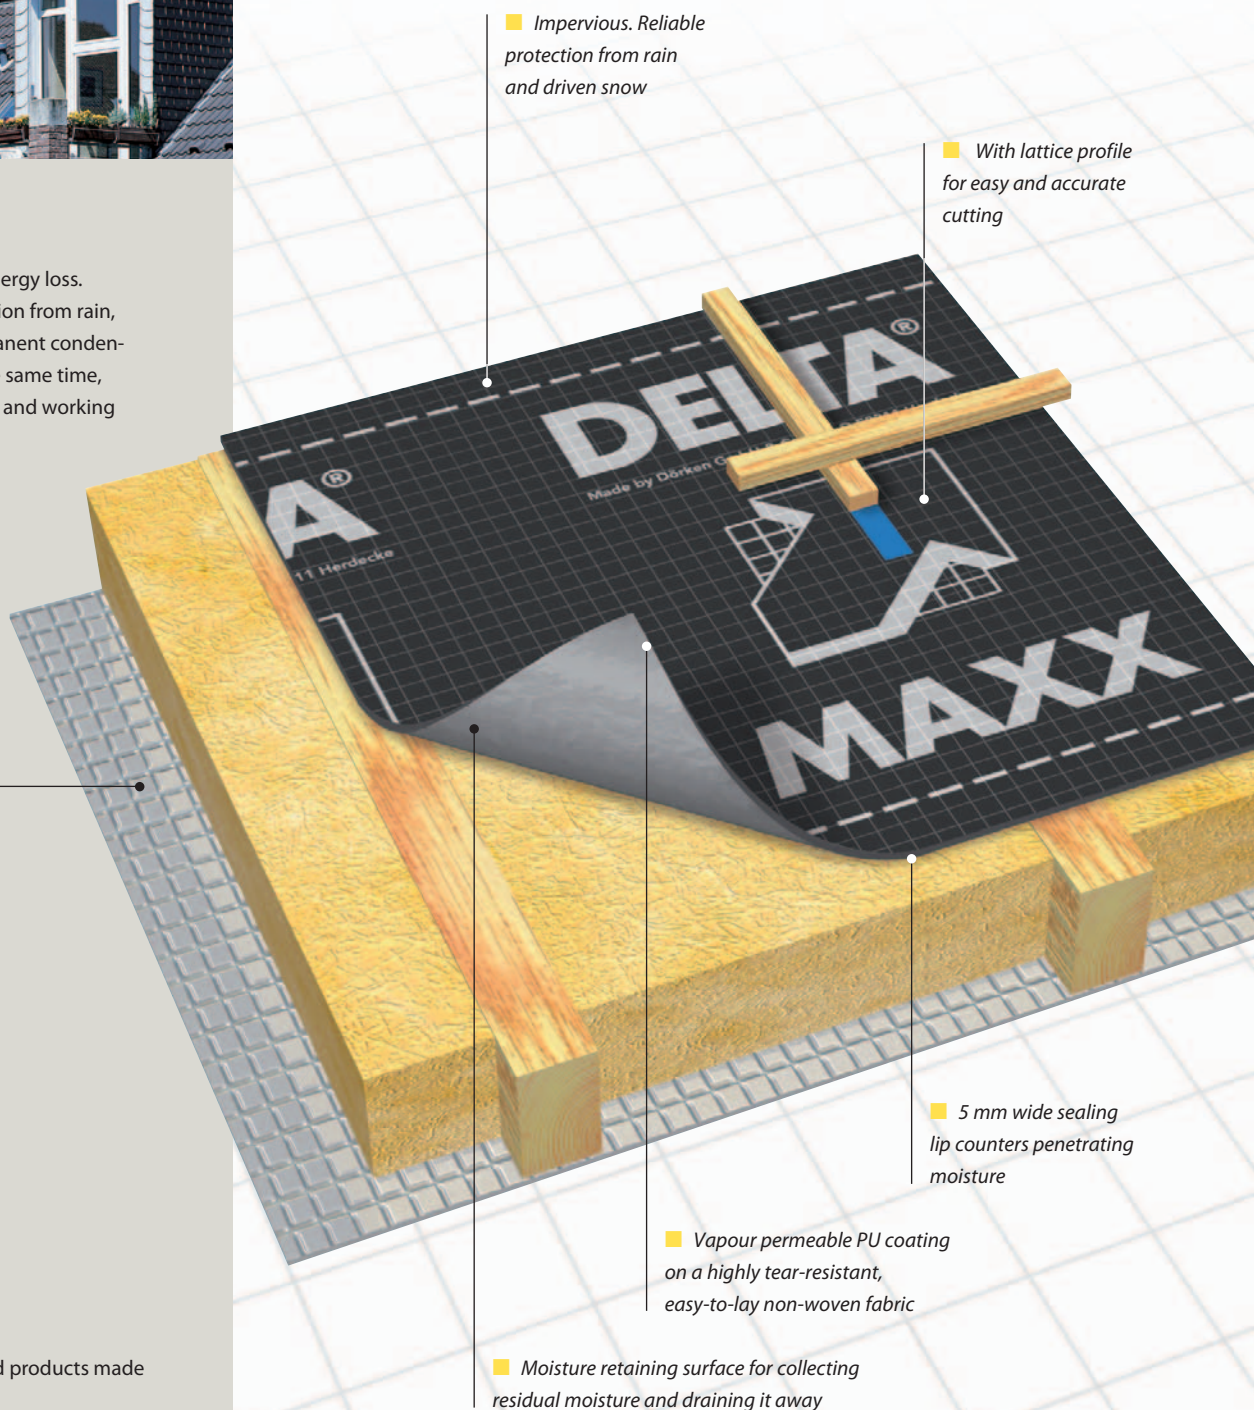 Impervious. Reliable
protection from rain
and driven snow
With lattice profile
for easy and accurate
cutting
ergy loss.
ion from rain,
anent conden-
same time,
and working
DELTA®
Made by Dörken G
A®
11 Herdecke
MAXX
5 mm wide sealing
lip counters penetrating
moisture
Vapour permeable PU coating
on a highly tear-resistant,
easy-to-lay non-woven fabric
Moisture retaining surface for collecting
residual moisture and draining it away
products made